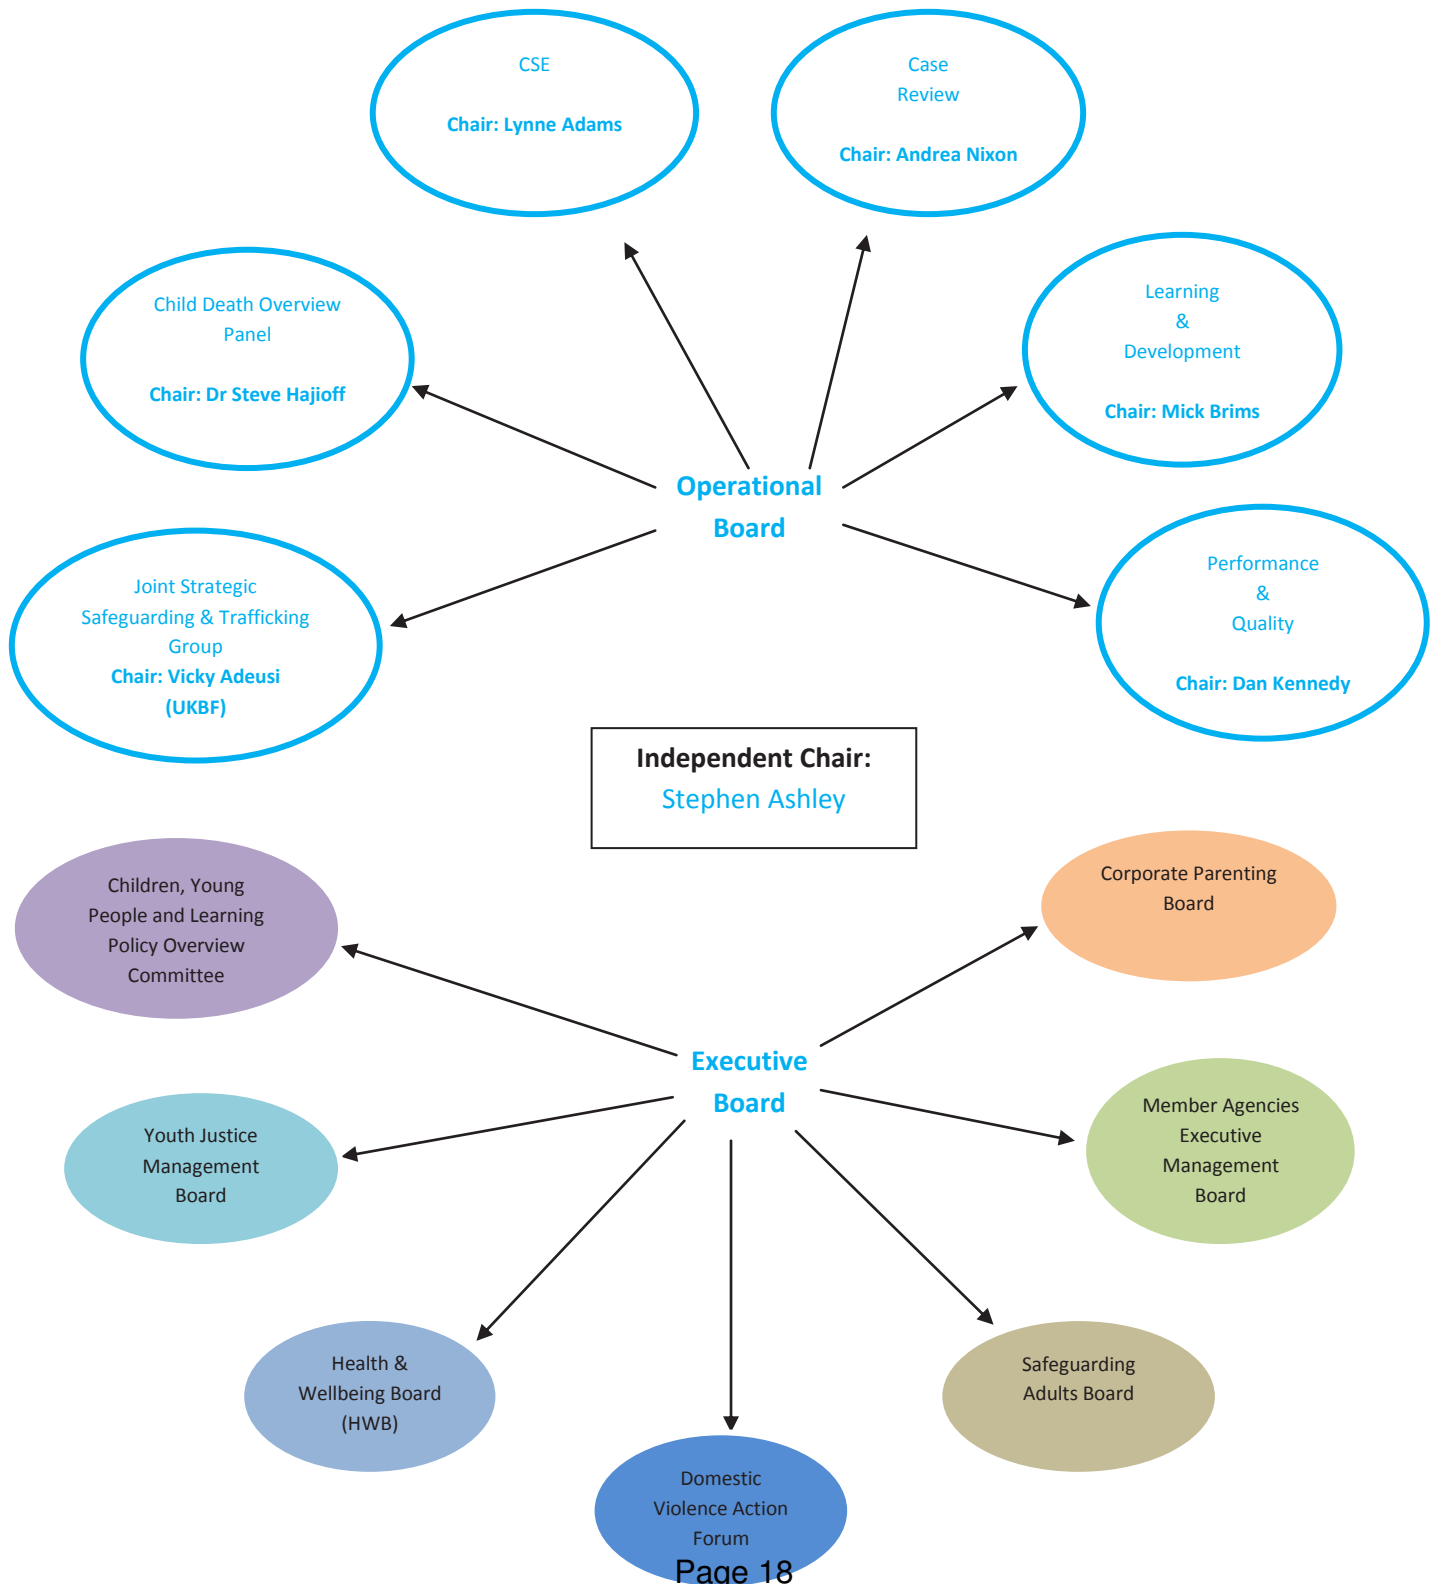 CSE
Chair: Lynne Adams
Case
Review
Chair: Andrea Nixon
Child Death Overview
Panel
Chair: Dr Steve Hajioff
Learning
&
Development
Chair: Mick Brims
Operational
Board
Joint Strategic
Safeguarding & Trafficking
Group
Chair: Vicky Adeusi
(UKBF)
Performance
&
Quality
Chair: Dan Kennedy
Independent Chair:
Stephen Ashley
Children, Young
People and Learning
Policy Overview
Committee
Corporate Parenting
Board
Executive
Board
Youth Justice
Management
Board
Member Agencies
Executive
Management
Board
Health &
Wellbeing Board
(HWB)
Safeguarding
Adults Board
Domestic
Violence Action
Forum
Page 18